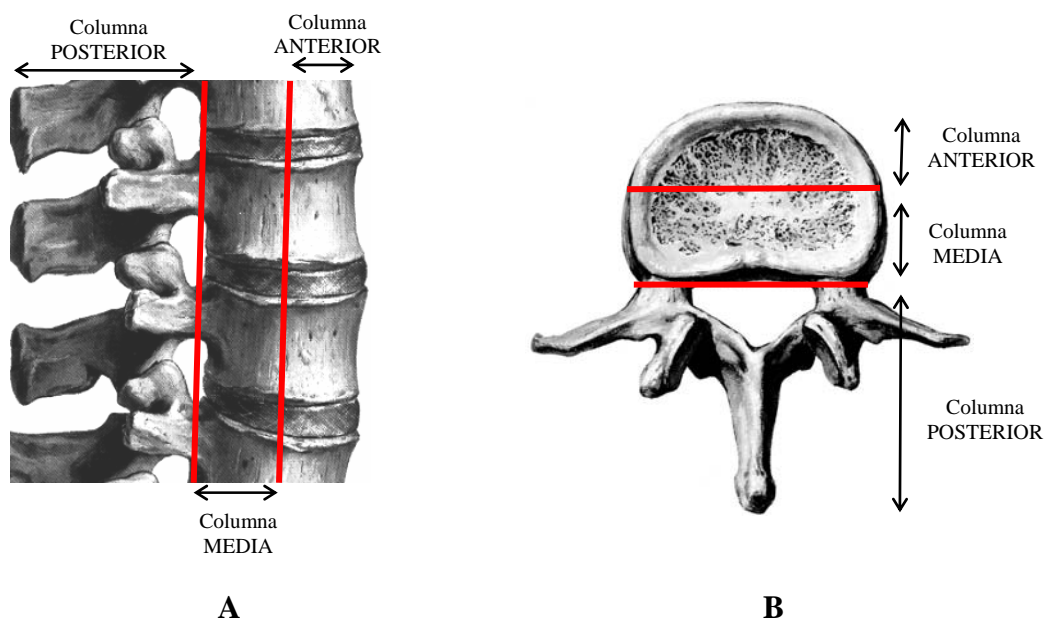 Columna
POSTERIOR
Columna
ANTERIOR
Columna
MEDIA
A
Columna
ANTERIOR
Columna
MEDIA
Columna
POSTERIOR
B